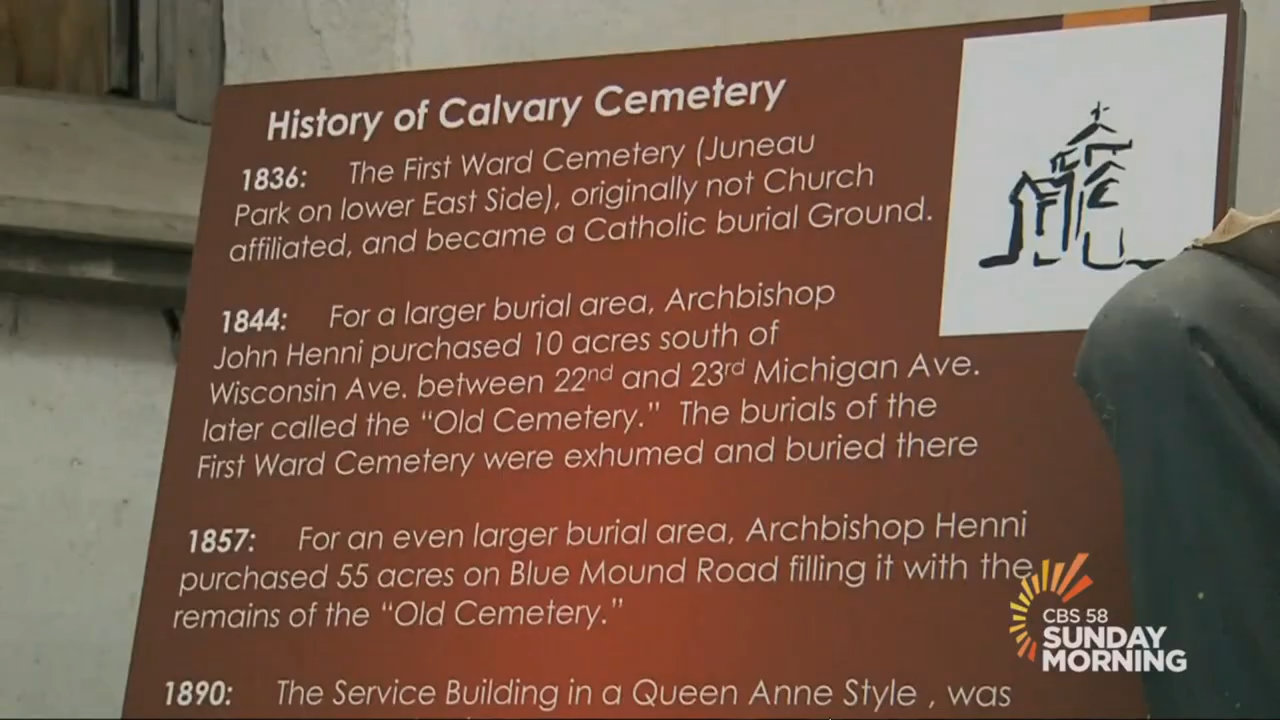 History of Calvary Cemetery
1836: The First Ward Cemetery (Juneau
Park on lower East Side), originally not Church
affiliated, and became a Catholic burial Ground.
1844: For a larger burial area, Archbishop
John Henni purchased 10 acres south of
Wisconsin Ave. between 22nd and 23rd Michigan Ave.
later called the “Old Cemetery.” The burials of the
First Ward Cemetery were exhumed and buried there
1857: For an even larger burial area, Archbishop Henni
purchased 55 acres on Blue Mound Road filling it with the
remains of the “Old Cemetery.”
1890: The Service Building in a Queen Anne Style , was
CBS 58
SUNDAY
MORNING